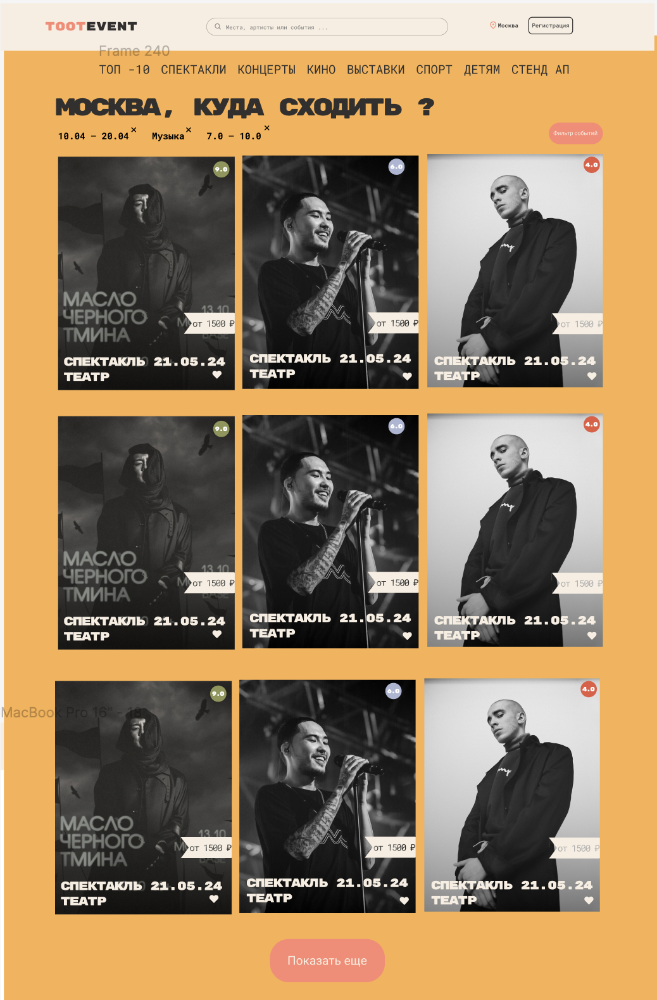 TOOTEVENT
Места, артисты или события ...
Москва
Регистрация
Frame 240
ТОП -10 СПЕКТАКЛИ КОНЦЕРТЫ КИНО ВЫСТАВКИ СПОРТ ДЕТЯМ СТЕНД АП
МОСКВА, КУДА СХОДИТЬ ?
10.04 – 20.04 × Музыка × 7.0 – 10.0 ×
Фильтр событий
9.0
МАСЛО
ЧЕРНОГО
ТМИНА
13.10
BASE
от 1500 ₽
СПЕКТАКЛЬ 21.05.24
ТЕАТР
6.0
от 1500 ₽
СПЕКТАКЛЬ 21.05.24
ТЕАТР
4.0
от 1500 ₽
СПЕКТАКЛЬ 21.05.24
ТЕАТР
9.0
МАСЛО
ЧЕРНОГО
ТМИНА
13.10
BASE
от 1500 ₽
СПЕКТАКЛЬ 21.05.24
ТЕАТР
6.0
от 1500 ₽
СПЕКТАКЛЬ 21.05.24
ТЕАТР
4.0
от 1500 ₽
СПЕКТАКЛЬ 21.05.24
ТЕАТР
MacBook Pro 16" - 18
9.0
МАСЛО
ЧЕРНОГО
ТМИНА
13.10
BASE
от 1500 ₽
СПЕКТАКЛЬ 21.05.24
ТЕАТР
6.0
от 1500 ₽
СПЕКТАКЛЬ 21.05.24
ТЕАТР
4.0
от 1500 ₽
СПЕКТАКЛЬ 21.05.24
ТЕАТР
Показать еще